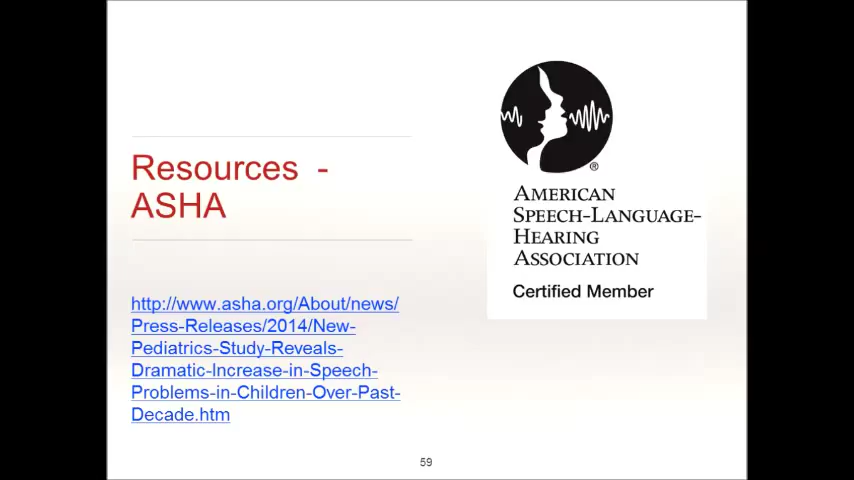 Resources -
ASHA
http://www.asha.org/About/news/
Press-Releases/2014/New-
Pediatrics-Study-Reveals-
Dramatic-Increase-in-Speech-
Problems-in-Children-Over-Past-
Decade.htm
®
AMERICAN
SPEECH-LANGUAGE-
HEARING
ASSOCIATION
Certified Member
59